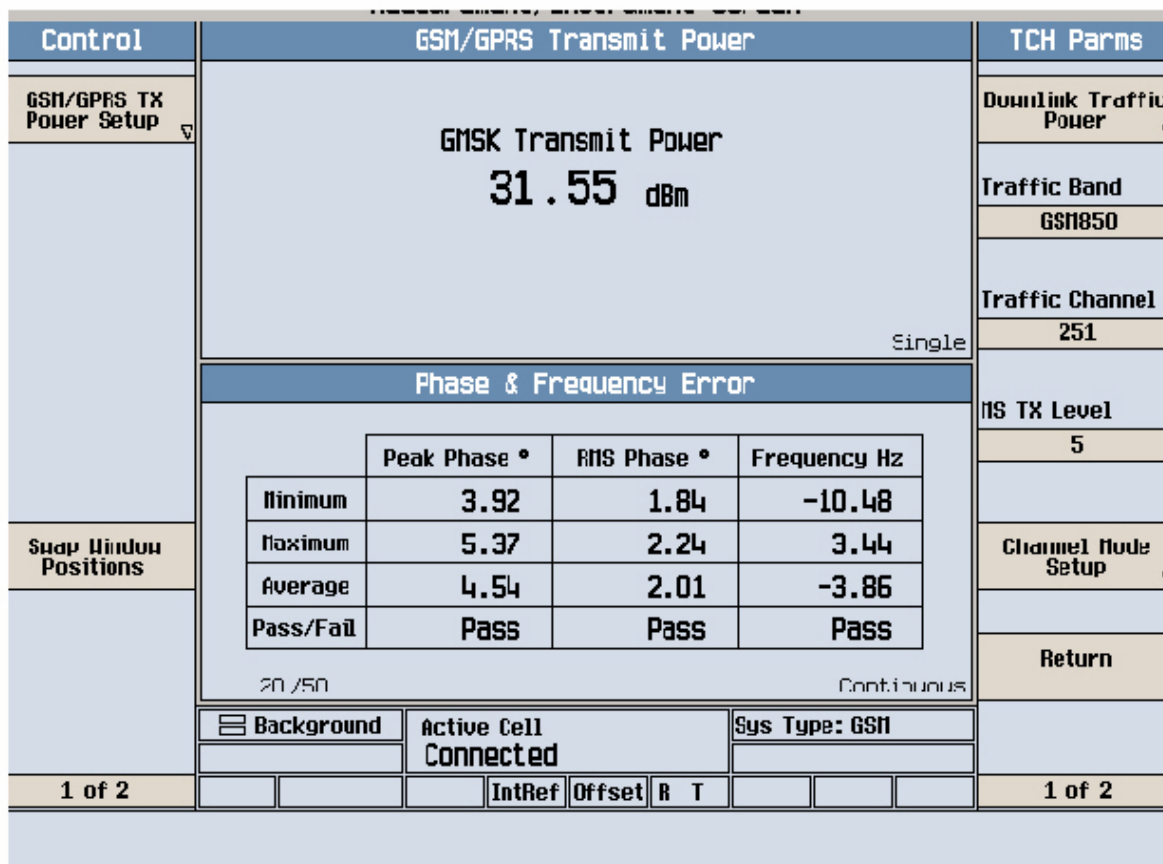 Control
GSM/GPRS TX
Power Setup
Swap Window
Positions
1 of 2
GSM/GPRS Transmit Power
GMSK Transmit Power
31.55 dBm
Single
Phase & Frequency Error
Peak Phase ° RMS Phase ° Frequency Hz
Minimum 3.92 1.84 -10.48
Maximum 5.37 2.24 3.44
Average 4.54 2.01 -3.86
Pass/Fail Pass Pass Pass
20/50 Continuous
Background
Active Cell
Connected
Sys Type: GSM
IntRef Offset R T
TCH Parms
Downlink Traffic
Power
Traffic Band
GSM850
Traffic Channel
251
MS TX Level
5
Channel Mode
Setup
Return
1 of 2